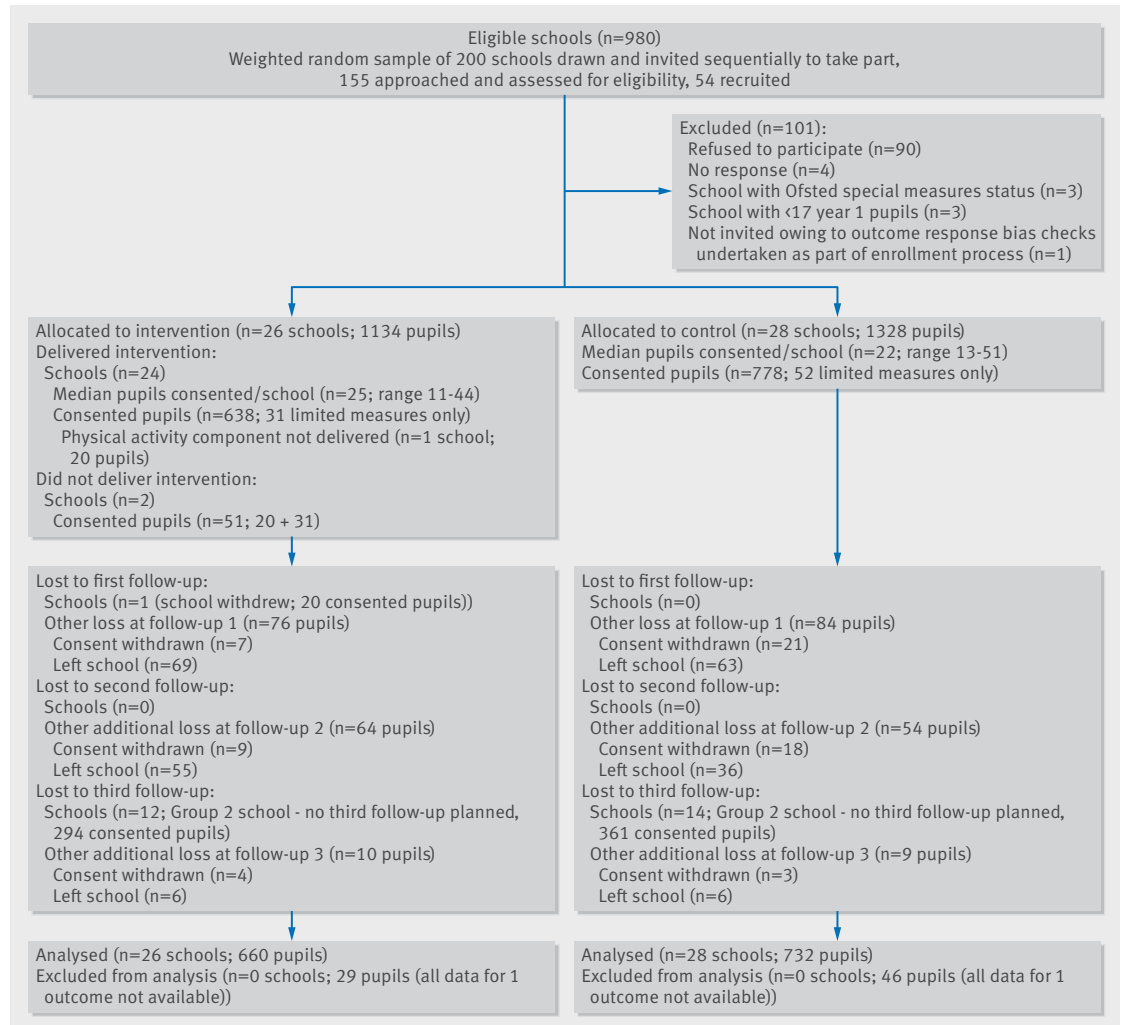 Eligible schools (n=980)
Weighted random sample of 200 schools drawn and invited sequentially to take part,
155 approached and assessed for eligibility, 54 recruited
Excluded (n=101):
Refused to participate (n=90)
No response (n=4)
School with Ofsted special measures status (n=3)
School with <17 year 1 pupils (n=3)
Not invited owing to outcome response bias checks
undertaken as part of enrollment process (n=1)
Allocated to intervention (n=26 schools; 1134 pupils)
Delivered intervention:
Schools (n=24)
Median pupils consented/school (n=25; range 11-44)
Consented pupils (n=638; 31 limited measures only)
Physical activity component not delivered (n=1 school;
20 pupils)
Did not deliver intervention:
Schools (n=2)
Consented pupils (n=51; 20 + 31)
Allocated to control (n=28 schools; 1328 pupils)
Median pupils consented/school (n=22; range 13-51)
Consented pupils (n=778; 52 limited measures only)
Lost to first follow-up:
Schools (n=1 (school withdrew; 20 consented pupils))
Other loss at follow-up 1 (n=76 pupils)
Consent withdrawn (n=7)
Left school (n=69)
Lost to second follow-up:
Schools (n=0)
Other additional loss at follow-up 2 (n=64 pupils)
Consent withdrawn (n=9)
Left school (n=55)
Lost to third follow-up:
Schools (n=12; Group 2 school - no third follow-up planned,
294 consented pupils)
Other additional loss at follow-up 3 (n=10 pupils)
Consent withdrawn (n=4)
Left school (n=6)
Lost to first follow-up:
Schools (n=0)
Other loss at follow-up 1 (n=84 pupils)
Consent withdrawn (n=21)
Left school (n=63)
Lost to second follow-up:
Schools (n=0)
Other additional loss at follow-up 2 (n=54 pupils)
Consent withdrawn (n=18)
Left school (n=36)
Lost to third follow-up:
Schools (n=14; Group 2 school - no third follow-up planned,
361 consented pupils)
Other additional loss at follow-up 3 (n=9 pupils)
Consent withdrawn (n=3)
Left school (n=6)
Analysed (n=26 schools; 660 pupils)
Excluded from analysis (n=0 schools; 29 pupils (all data for 1
outcome not available))
Analysed (n=28 schools; 732 pupils)
Excluded from analysis (n=0 schools; 46 pupils (all data for 1
outcome not available))